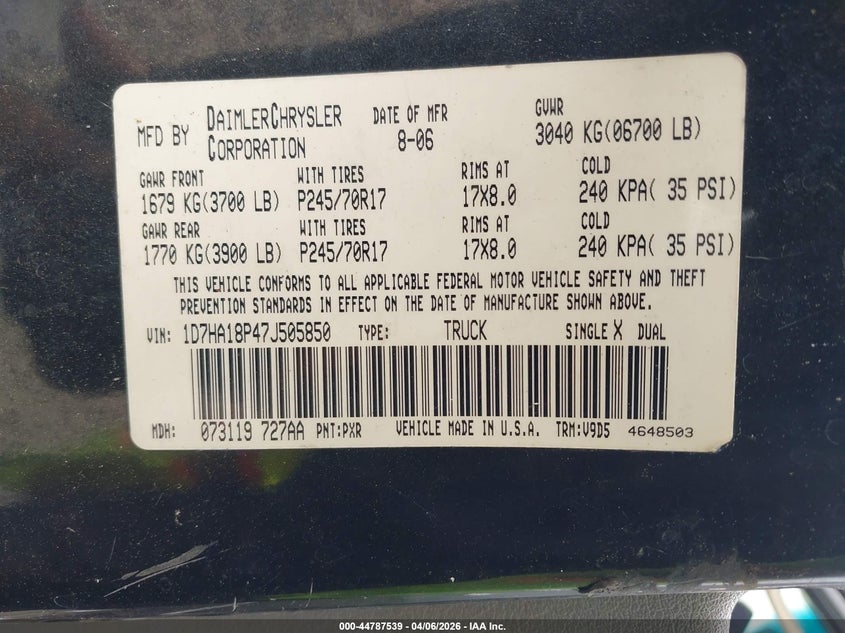 MFD BY DAIMLERCHRYSLER CORPORATION DATE OF MFR 8-06 GVWR 3040 KG(06700 LB)
GAWR FRONT WITH TIRES RIMS AT COLD
1679 KG(3700 LB) P245/70R17 17X8.0 240 KPA( 35 PSI)
GAWR REAR WITH TIRES RIMS AT COLD
1770 KG(3900 LB) P245/70R17 17X8.0 240 KPA( 35 PSI)
THIS VEHICLE CONFORMS TO ALL APPLICABLE FEDERAL MOTOR VEHICLE SAFETY AND THEFT
PREVENTION STANDARDS IN EFFECT ON THE DATE OF MANUFACTURE SHOWN ABOVE.
VIN: 1D7HA18P47J505850 TYPE: TRUCK SINGLE X DUAL
MDH: 073119 727AA PNT:PXR VEHICLE MADE IN U.S.A. TRM:V9D5 4648503
000-44787539 - 04/06/2026 - IAA Inc.